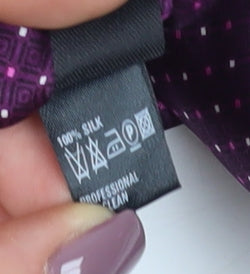 100% SILK
P
PROFESSIONAL
CLEAN